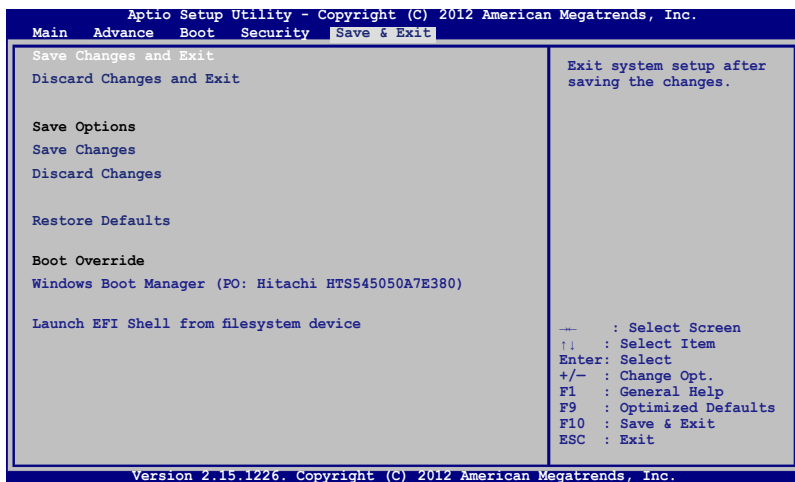 Aptio Setup Utility - Copyright (C) 2012 American Megatrends, Inc.
Main Advance Boot Security Save & Exit
Save Changes and Exit
Discard Changes and Exit
Save Options
Save Changes
Discard Changes
Restore Defaults
Boot Override
Windows Boot Manager (PO: Hitachi HTS545050A7E380)
Launch EFI Shell from filesystem device
Exit system setup after
saving the changes.
→← : Select Screen
↑↓ : Select Item
Enter: Select
+/— : Change Opt.
F1 : General Help
F9 : Optimized Defaults
F10 : Save & Exit
ESC : Exit
Version 2.15.1226. Copyright (C) 2012 American Megatrends, Inc.